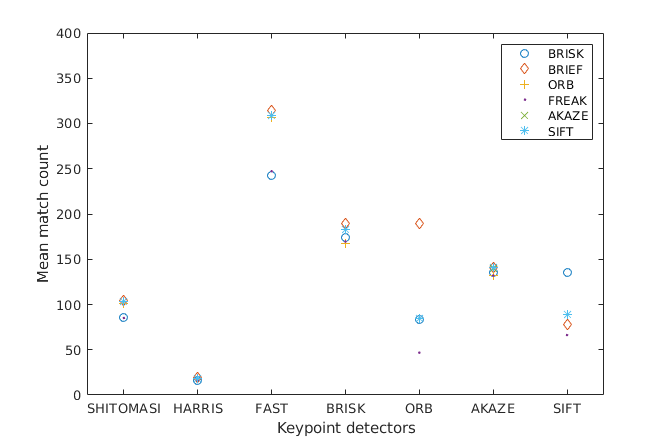 400
350
300
250
200
150
100
50
0
Mean match count
BRISK
BRIEF
ORB
FREAK
AKAZE
SIFT
SHITOMASI HARRIS FAST BRISK ORB AKAZE SIFT
Keypoint detectors